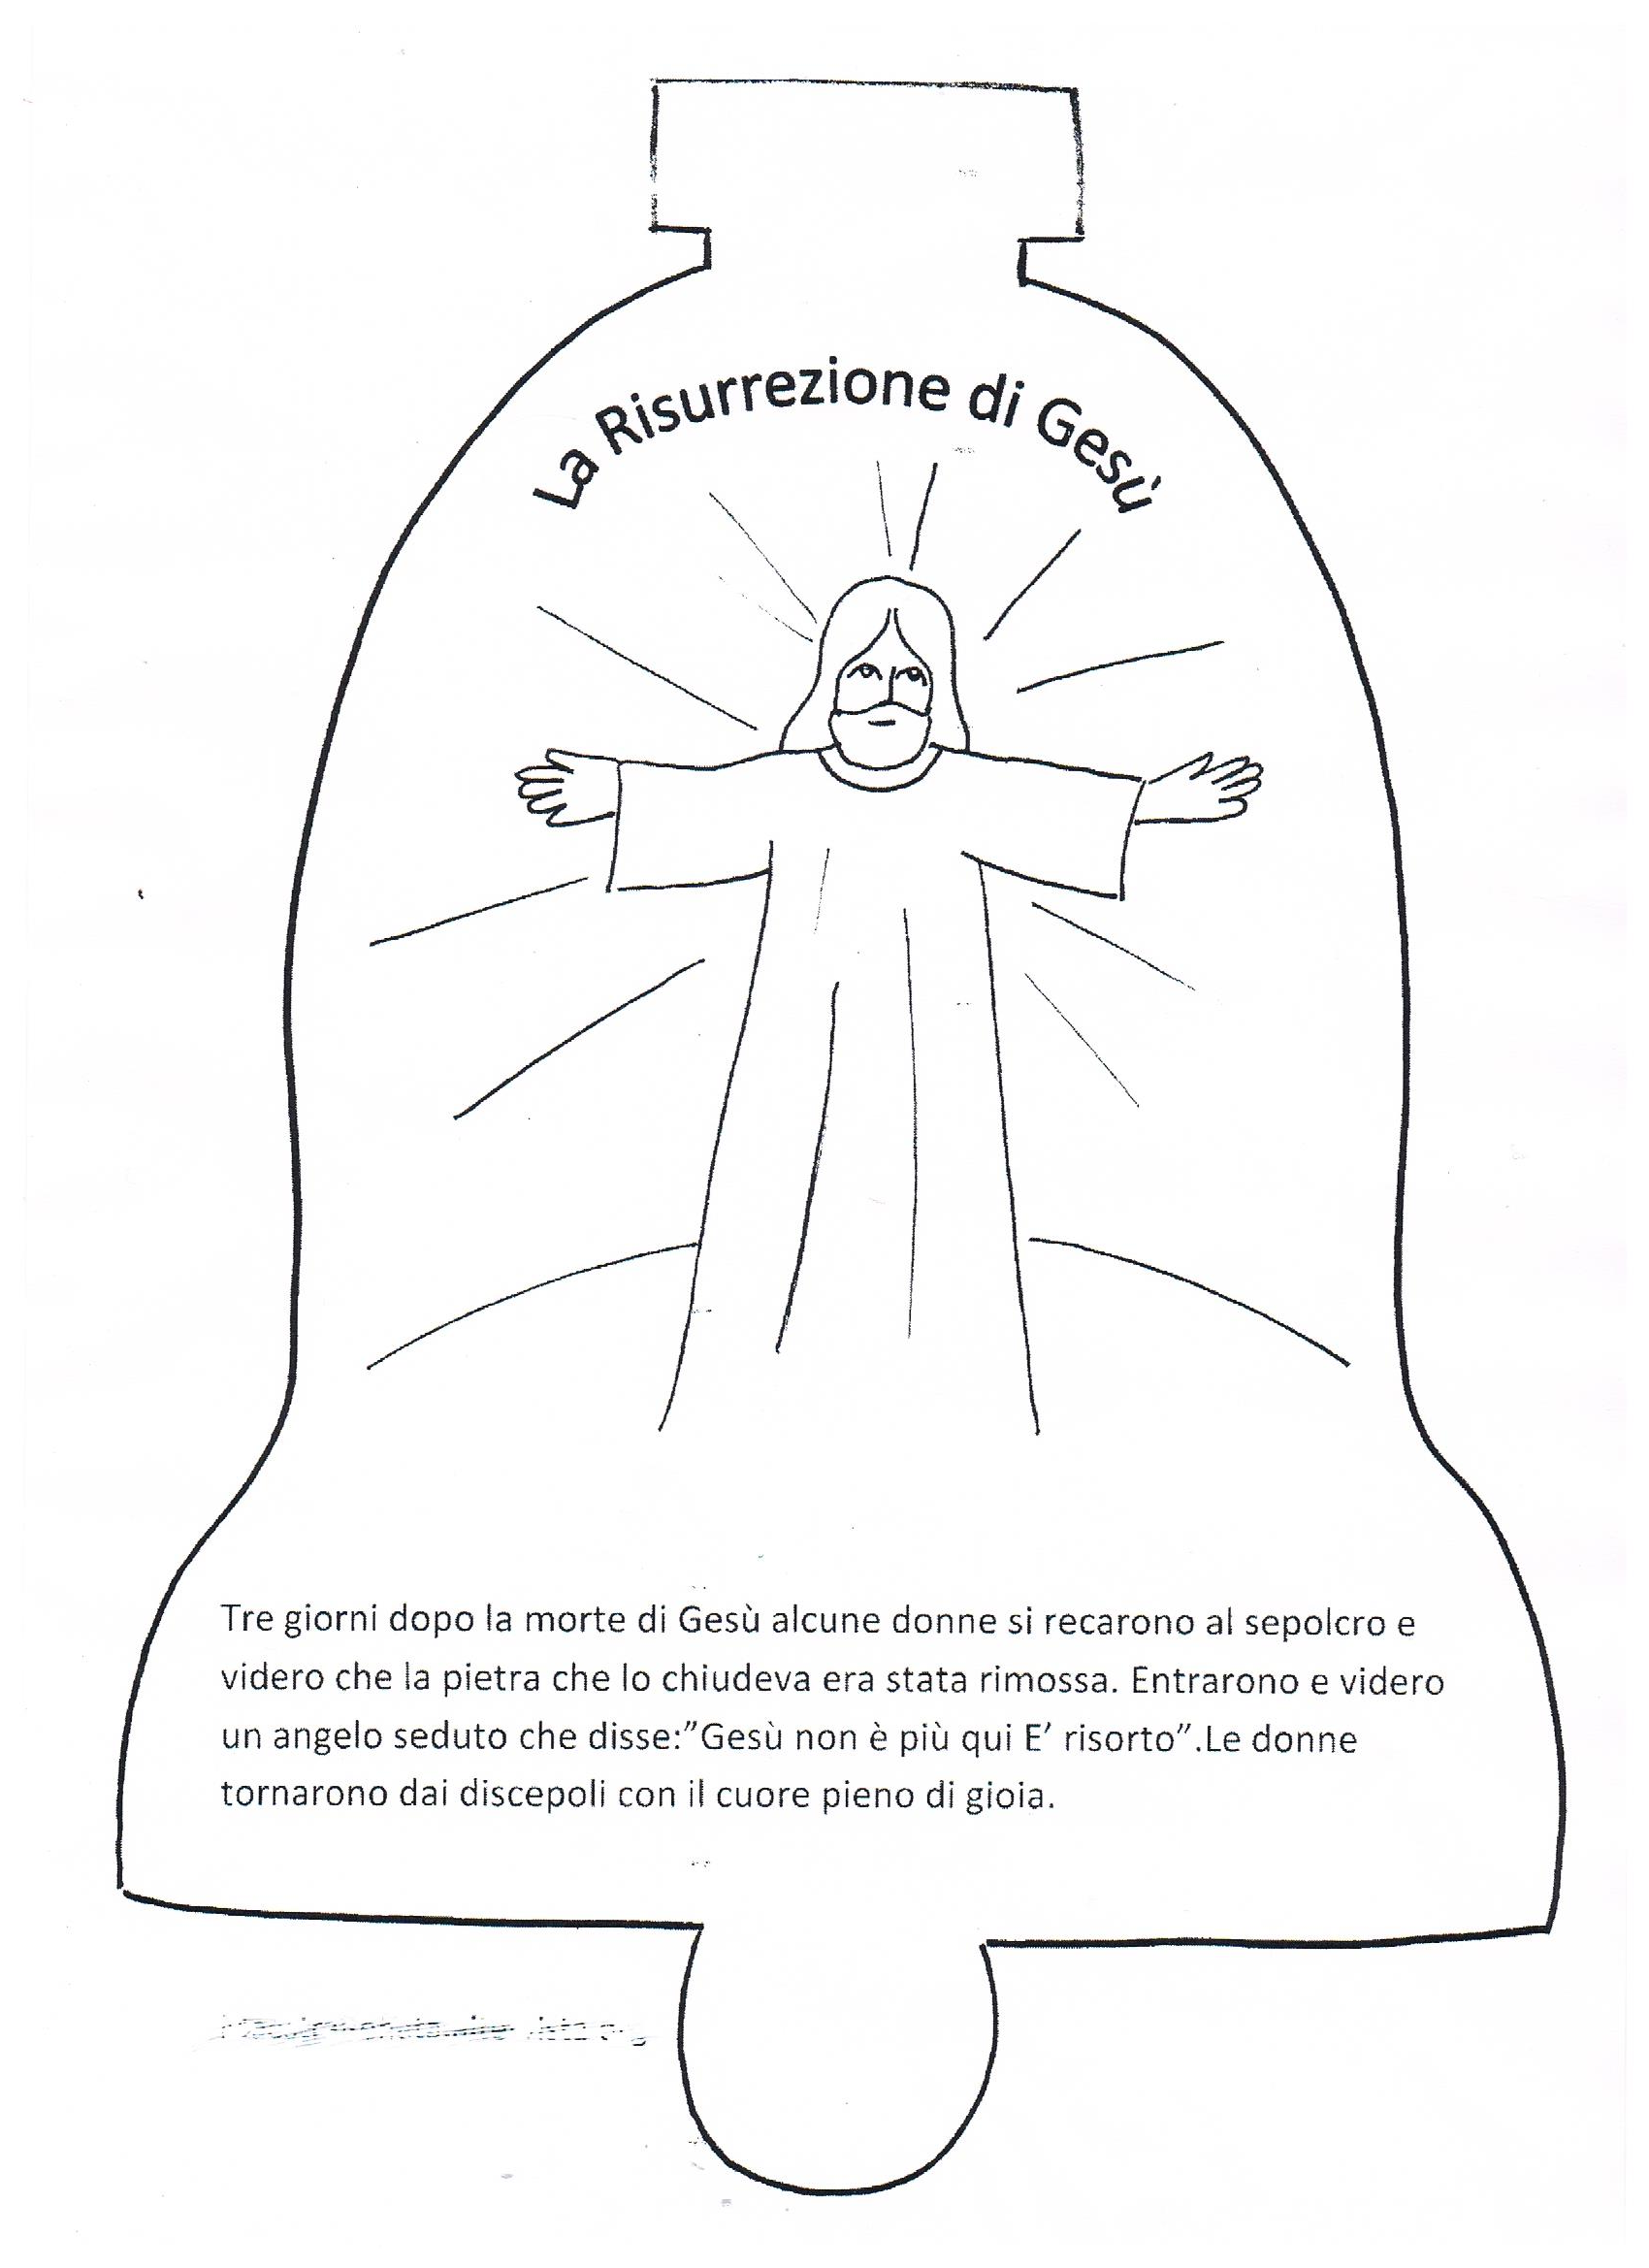 La Risurrezione di Gesù
Tre giorni dopo la morte di Gesù alcune donne si recarono al sepolcro e
videro che la pietra che lo chiudeva era stata rimossa. Entrarono e videro
un angelo seduto che disse:”Gesù non è più qui E’ risorto”.Le donne
tornarono dai discepoli con il cuore pieno di gioia.